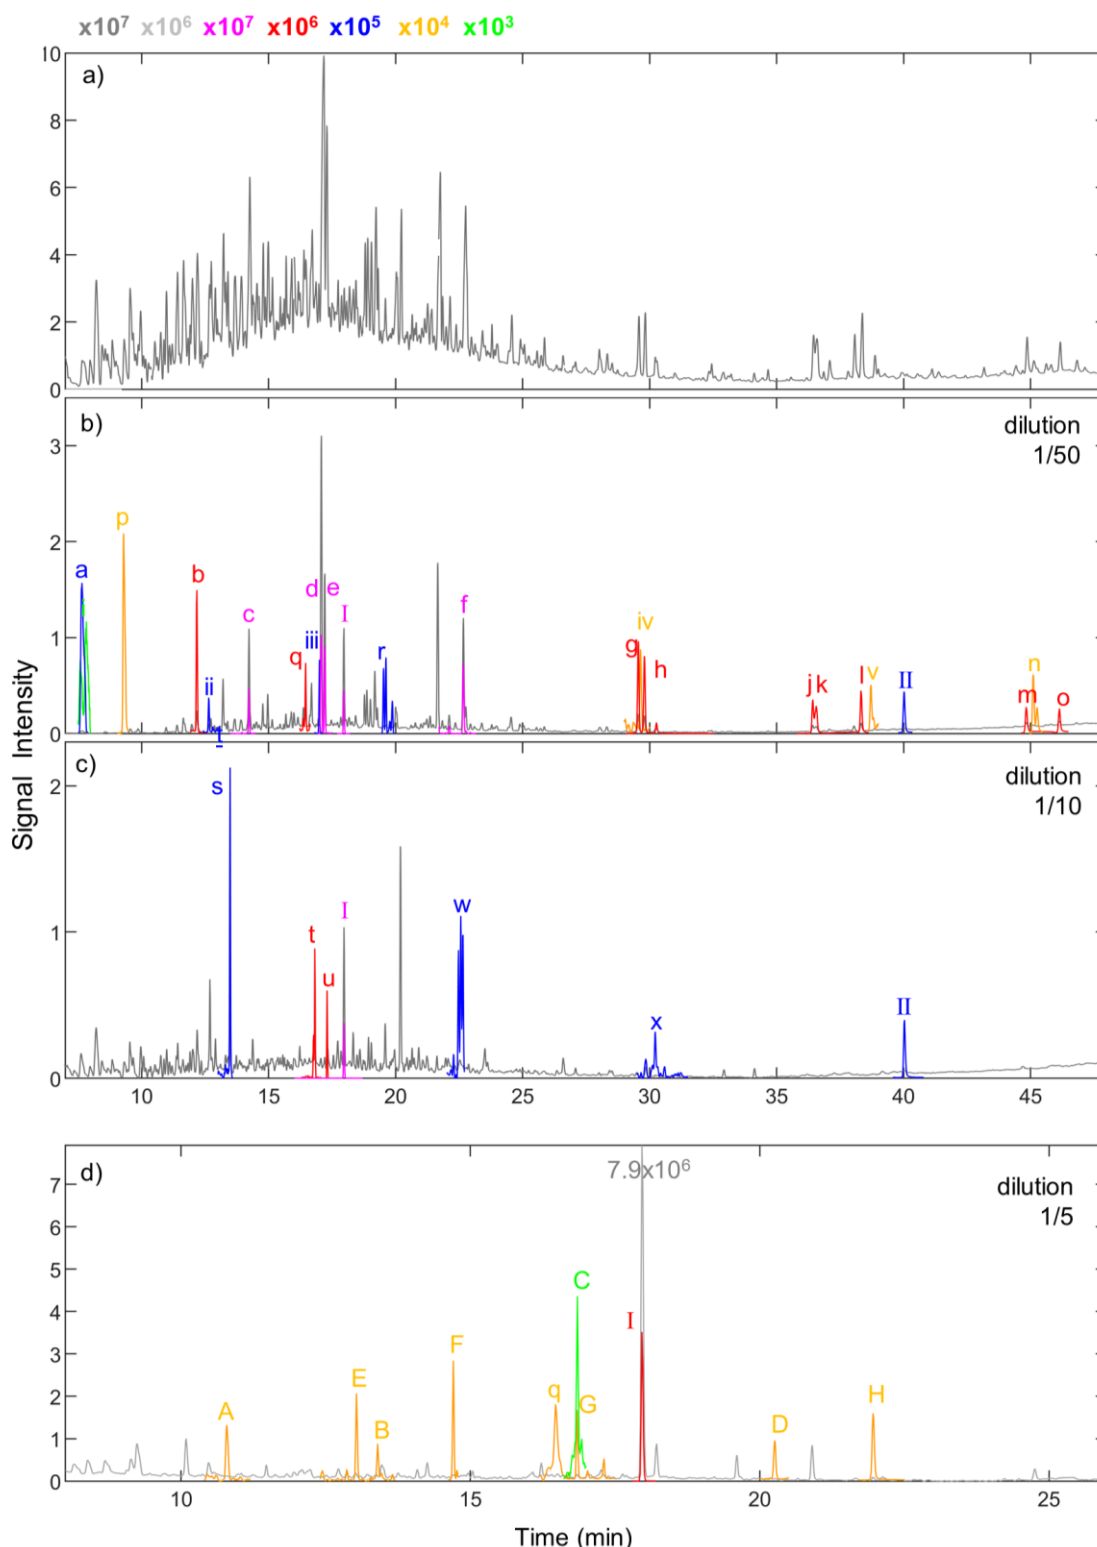 x10⁷ x10⁶ x10⁷ x10⁶ x10⁵ x10⁴ x10³
a)
10
8
6
4
2
0
b)
dilution
1/50
3
2
1
0
a p b ii t c q iii d e I r f g iv h j k l v II m n o
c)
dilution
1/10
2
1
0
s t u I w x II
10 15 20 25 30 35 40 45
d)
7.9x10⁶
dilution
1/5
7
6
5
4
3
2
1
0
A E B F q C G I D H
10 15 20 25
Signal Intensity
Time (min)